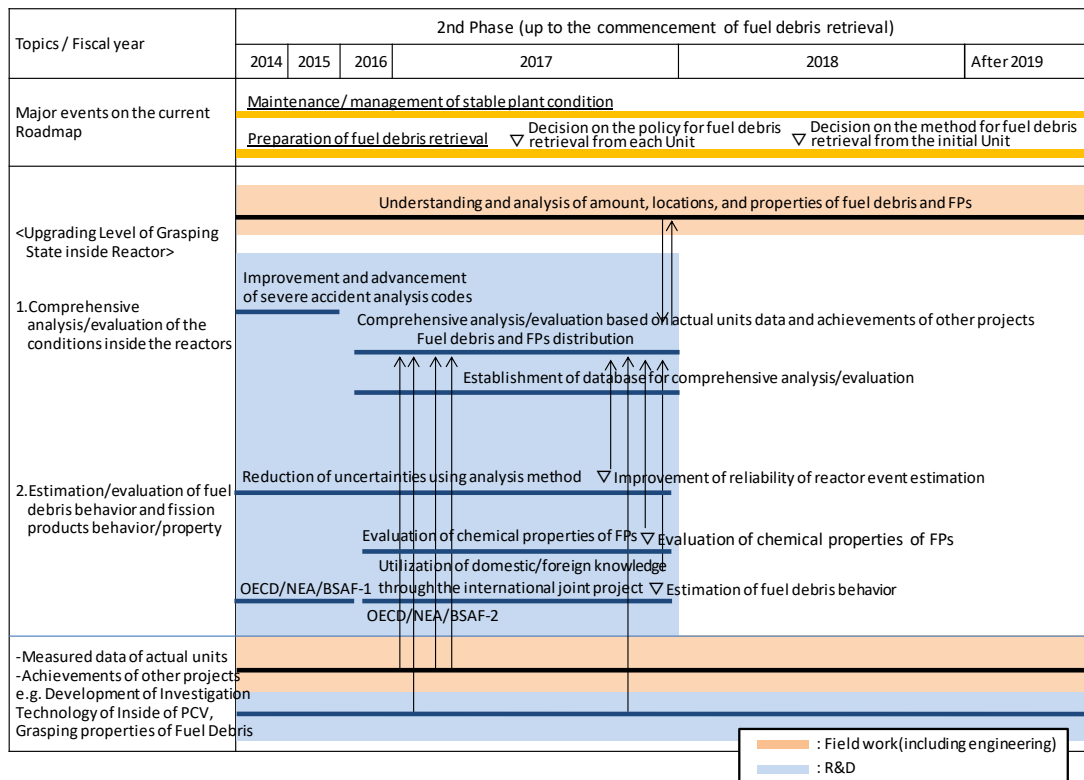 Topics / Fiscal year
2nd Phase (up to the commencement of fuel debris retrieval)
2014
2015
2016
2017
2018
After 2019
Major events on the current
Roadmap
Maintenance/ management of stable plant condition
Preparation of fuel debris retrieval
▽ Decision on the policy for fuel debris
retrieval from each Unit
▽ Decision on the method for fuel debris
retrieval from the initial Unit
<Upgrading Level of Grasping
State inside Reactor>
Understanding and analysis of amount, locations, and properties of fuel debris and FPs
1.Comprehensive
analysis/evaluation of the
conditions inside the reactors
Improvement and advancement
of severe accident analysis codes
Comprehensive analysis/evaluation based on actual units data and achievements of other projects
Fuel debris and FPs distribution
Establishment of database for comprehensive analysis/evaluation
2.Estimation/evaluation of fuel
debris behavior and fission
products behavior/property
Reduction of uncertainties using analysis method
▽ Improvement of reliability of reactor event estimation
Evaluation of chemical properties of FPs
▽ Evaluation of chemical properties of FPs
Utilization of domestic/foreign knowledge
through the international joint project
▽ Estimation of fuel debris behavior
OECD/NEA/BSAF-1
OECD/NEA/BSAF-2
-Measured data of actual units
-Achievements of other projects
e.g. Development of Investigation
Technology of Inside of PCV,
Grasping properties of Fuel Debris
: Field work(including engineering)
: R&D